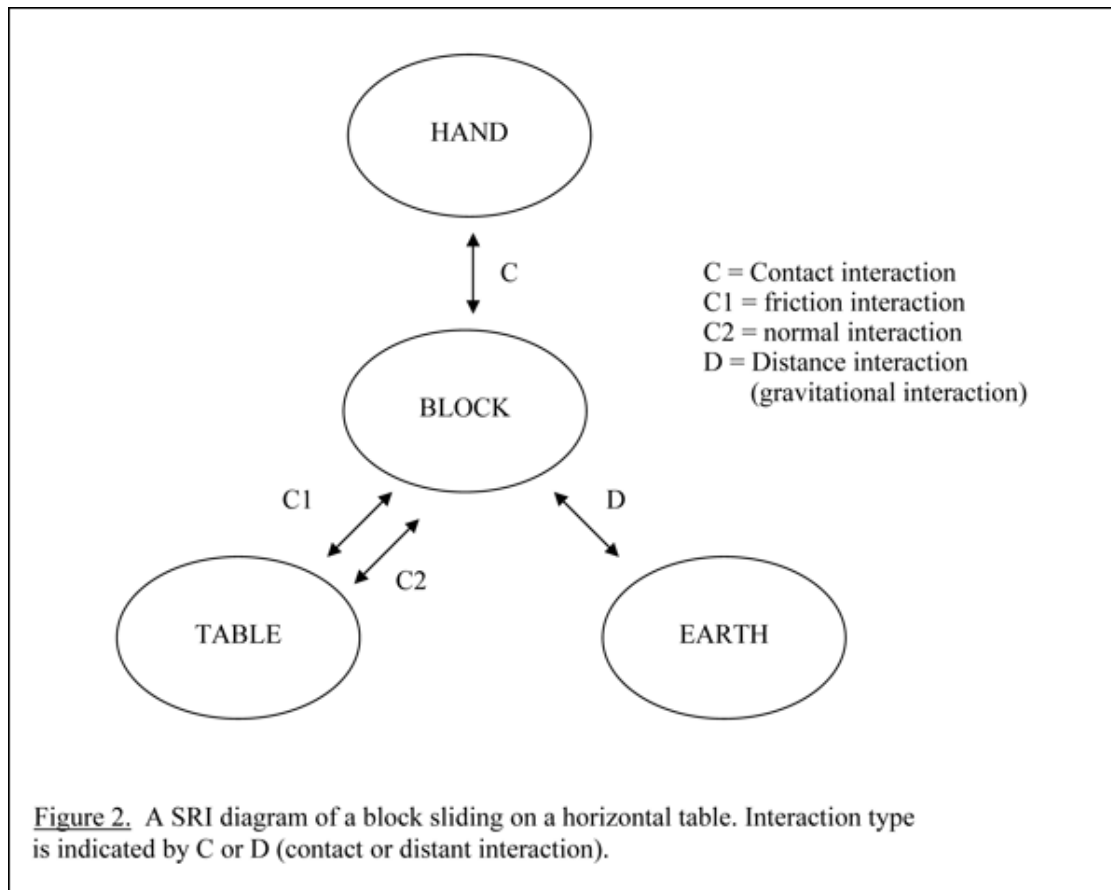 HAND
C
C = Contact interaction
C1 = friction interaction
C2 = normal interaction
D = Distance interaction
(gravitational interaction)
BLOCK
C1
D
C2
TABLE
EARTH
Figure 2. A SRI diagram of a block sliding on a horizontal table. Interaction type
is indicated by C or D (contact or distant interaction).